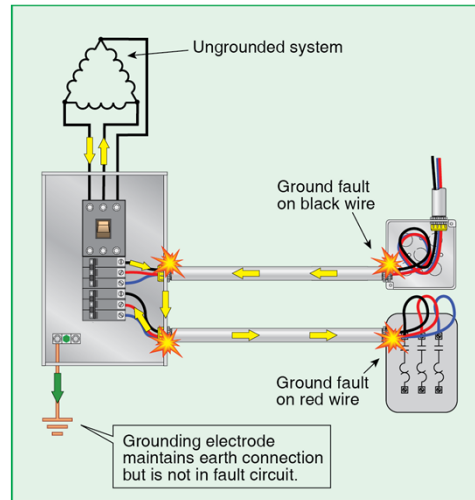 Ungrounded system
Ground fault
on black wire
Ground fault
on red wire
Grounding electrode
maintains earth connection
but is not in fault circuit.